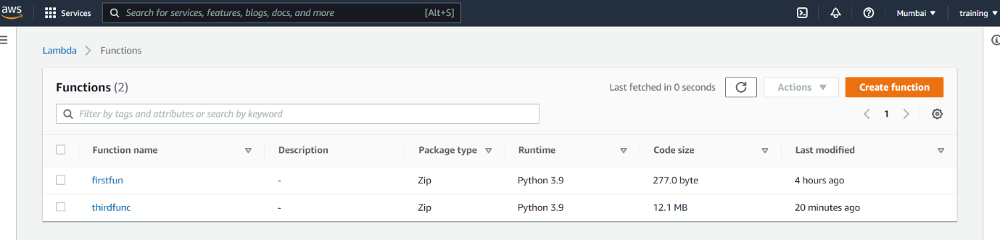 aws Services Search for services, features, blogs, docs, and more [Alt+S] Mumbai training
Lambda Functions
Functions (2) Last fetched in 0 seconds Actions Create function
Filter by tags and attributes or search by keyword 1
Function name Description Package type Runtime Code size Last modified
firstfun - Zip Python 3.9 277.0 byte 4 hours ago
thirdfunc - Zip Python 3.9 12.1 MB 20 minutes ago